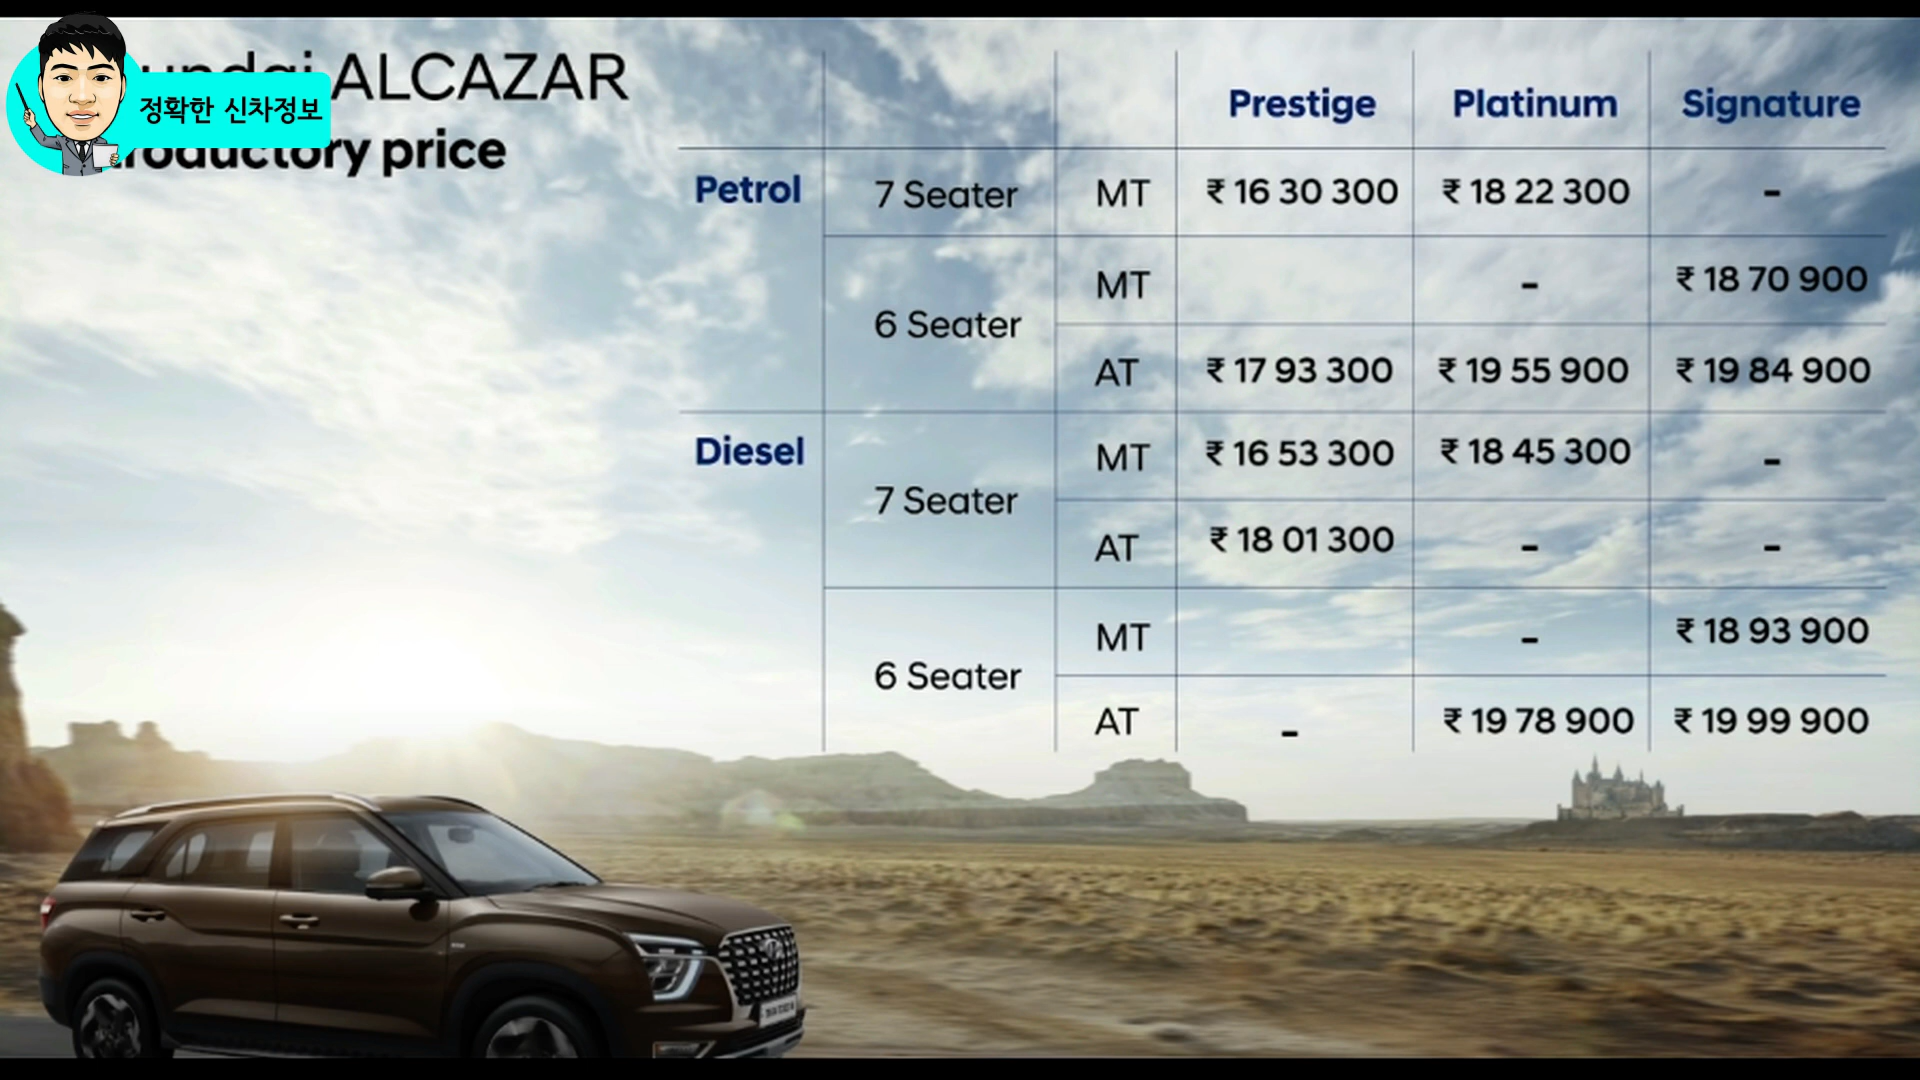 ALCAZAR
정확한 신차정보
price
Prestige Platinum Signature
Petrol 7 Seater MT ₹ 16 30 300 ₹ 18 22 300 -
6 Seater MT - ₹ 18 70 900
AT ₹ 17 93 300 ₹ 19 55 900 ₹ 19 84 900
Diesel 7 Seater MT ₹ 16 53 300 ₹ 18 45 300 -
AT ₹ 18 01 300 - -
6 Seater MT - ₹ 18 93 900
AT - ₹ 19 78 900 ₹ 19 99 900